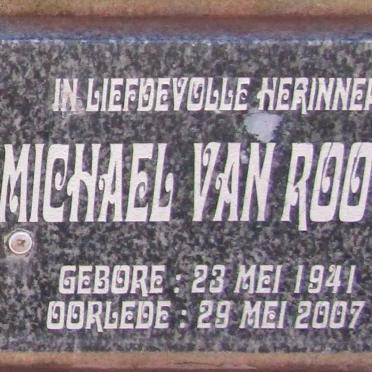 IN LIEFDEVOLLE HERINNER
MICHAEL VAN ROO
GEBORE : 23 MEI 1941
OORLEDE : 29 MEI 2007